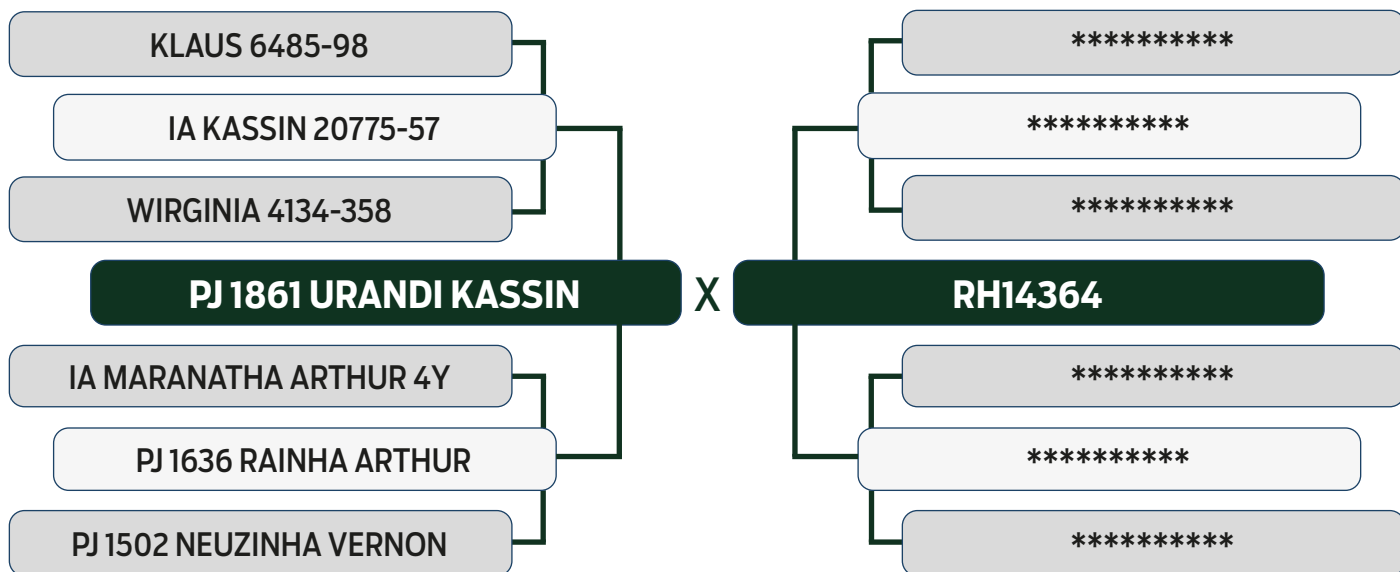 KLAUS 6485-98
**********
IA KASSIN 20775-57
**********
WIRGINIA 4134-358
**********
PJ 1861 URANDI KASSIN
X
RH14364
IA MARANATHA ARTHUR 4Y
**********
PJ 1636 RAINHA ARTHUR
**********
PJ 1502 NEUZINHA VERNON
**********